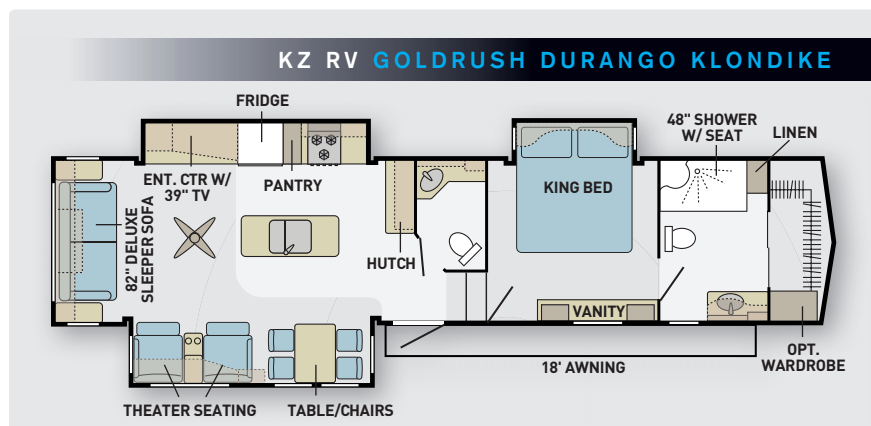 KZ RV GOLDRUSH DURANGO KLONDIKE
FRIDGE
48" SHOWER
W/ SEAT
LINEN
ENT. CTR W/
39" TV
PANTRY
KING BED
82" DELUXE
SLEEPER SOFA
HUTCH
VANITY
OPT.
WARDROBE
18' AWNING
THEATER SEATING
TABLE/CHAIRS